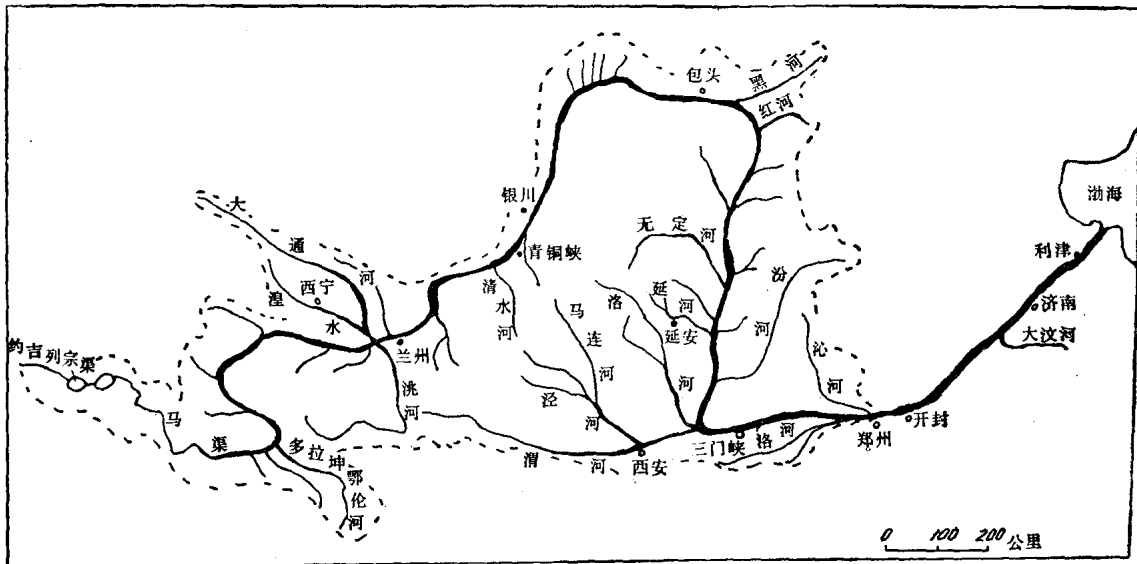 包头
黑河
红河
渤海
银川
大通河
无定河
利津
青铜峡
汾河
西宁
湟水
清水河
马连河
洛河
延河
延安
济南
大汶河
兰州
约吉列宗渠
沁河
洮河
泾河
开封
马渠
多拉坤
鄂伦河
渭河
西安
三门峡
洛河
郑州
0 100 200 公里